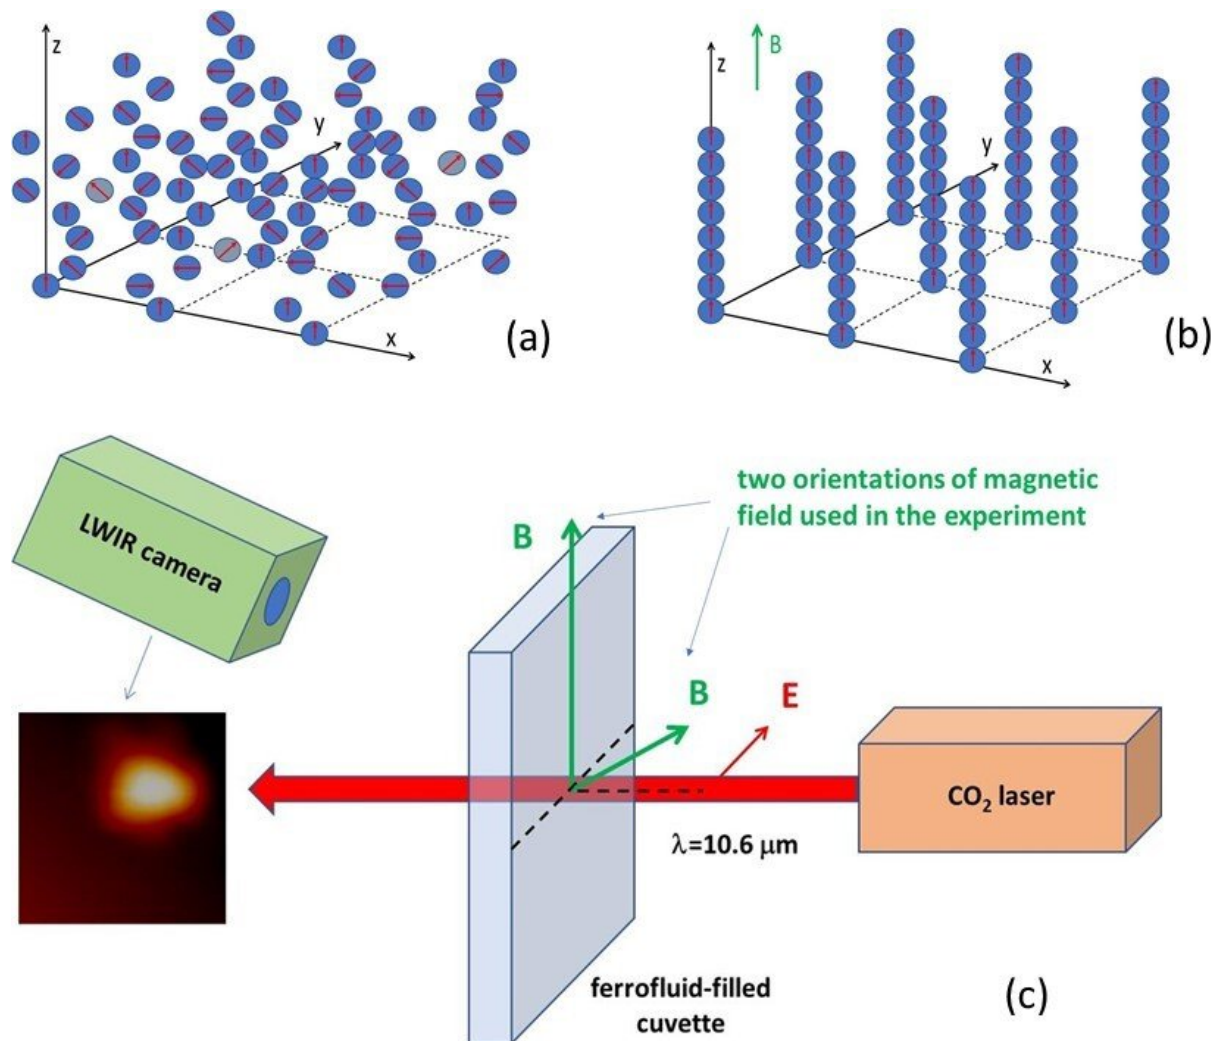 z
y
x
(a)
B
z
y
x
(b)
LWIR camera
two orientations of magnetic
field used in the experiment
B
B
E
CO₂ laser
λ=10.6 μm
ferrofluid-filled
cuvette
(c)